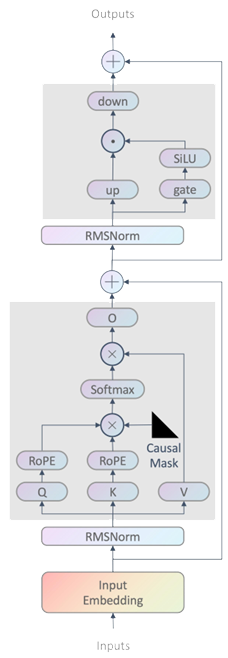 Outputs
down
SiLU
up
gate
RMSNorm
O
Softmax
Causal
Mask
RoPE
RoPE
Q
K
V
RMSNorm
Input
Embedding
Inputs